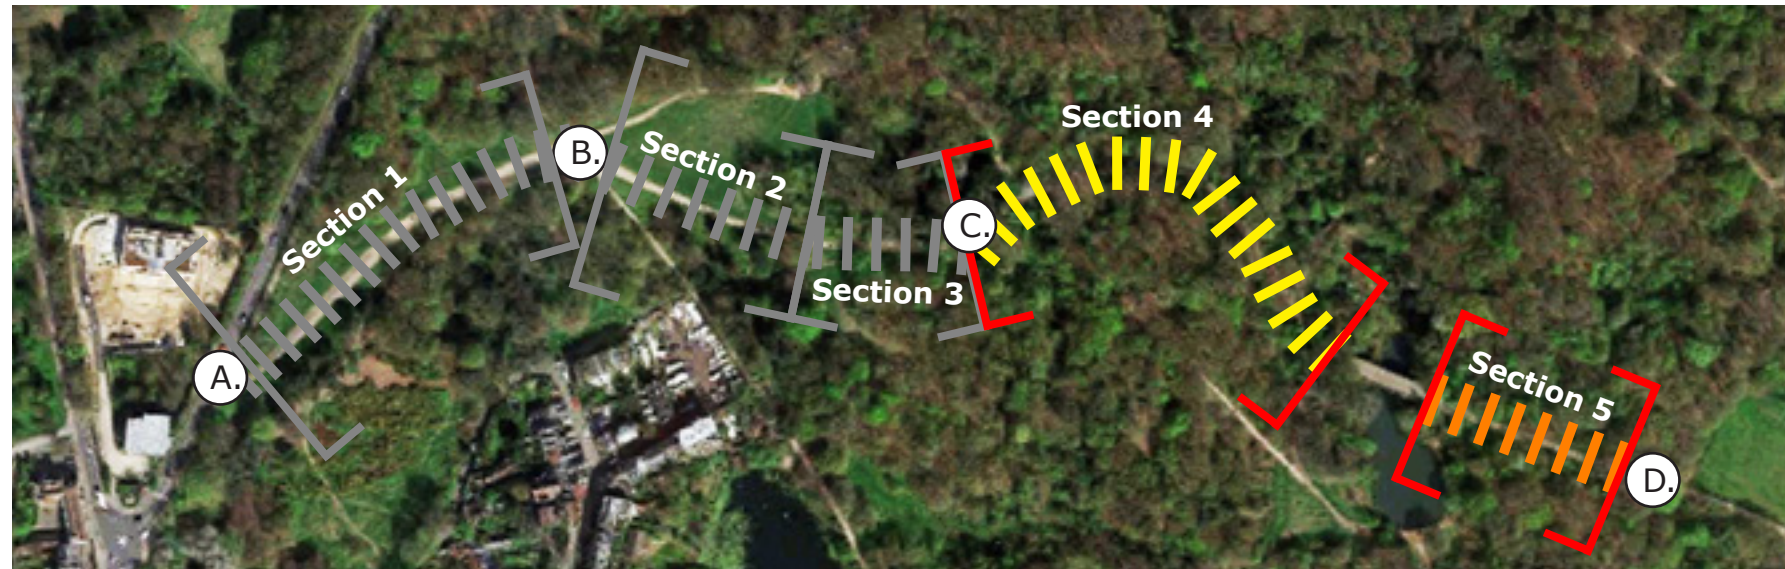 Section 1
B.
Section 2
Section 4
C.
Section 3
A.
Section 5
D.